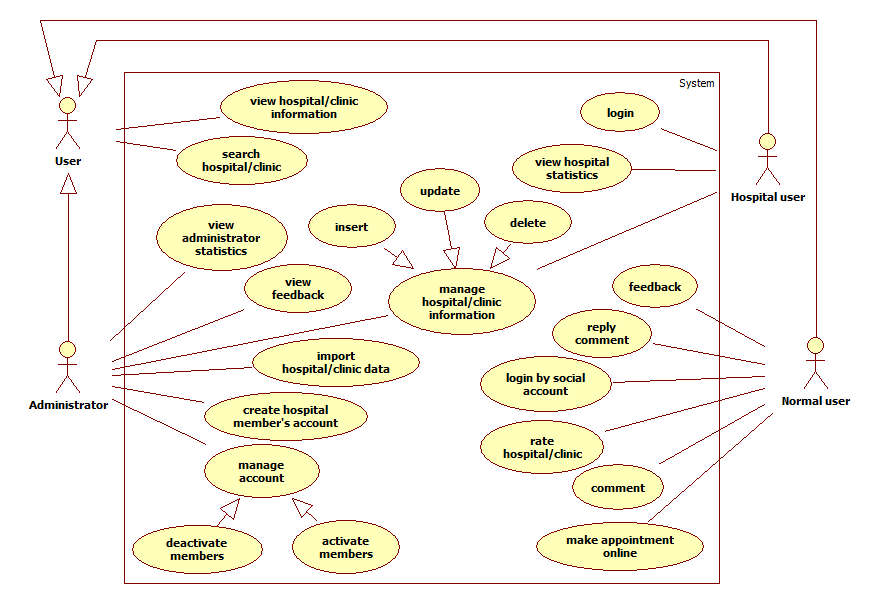 System
view hospital/clinic
information
login
search
hospital/clinic
view hospital
statistics
User
Hospital user
update
insert
delete
view
administrator
statistics
view
feedback
manage
hospital/clinic
information
feedback
reply
comment
import
hospital/clinic data
login by social
account
Administrator
Normal user
create hospital
member's account
rate
hospital/clinic
manage
account
comment
deactivate
members
activate
members
make appointment
online